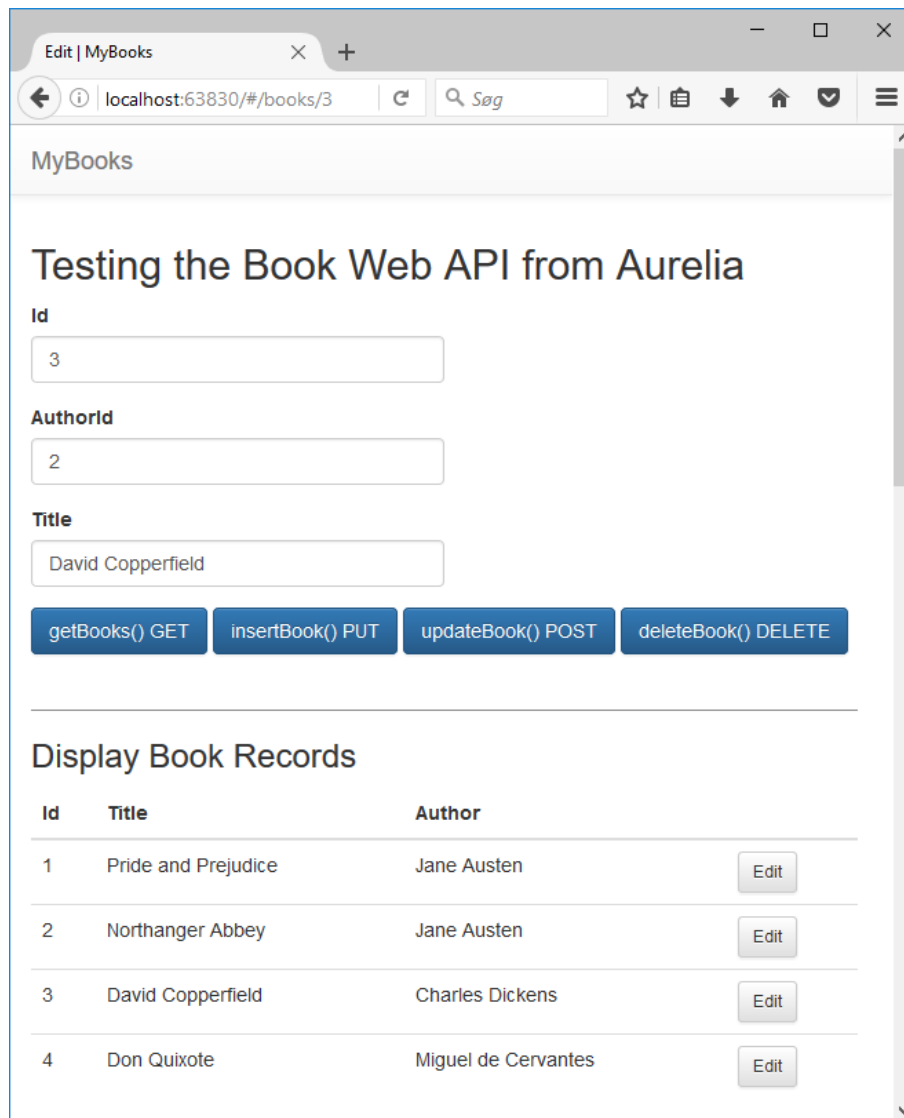 Edit | MyBooks
localhost:63830/#/books/3 Søg
MyBooks
Testing the Book Web API from Aurelia
Id
3
AuthorId
2
Title
David Copperfield
getBooks() GET insertBook() PUT updateBook() POST deleteBook() DELETE
Display Book Records
Id Title Author
1 Pride and Prejudice Jane Austen Edit
2 Northanger Abbey Jane Austen Edit
3 David Copperfield Charles Dickens Edit
4 Don Quixote Miguel de Cervantes Edit